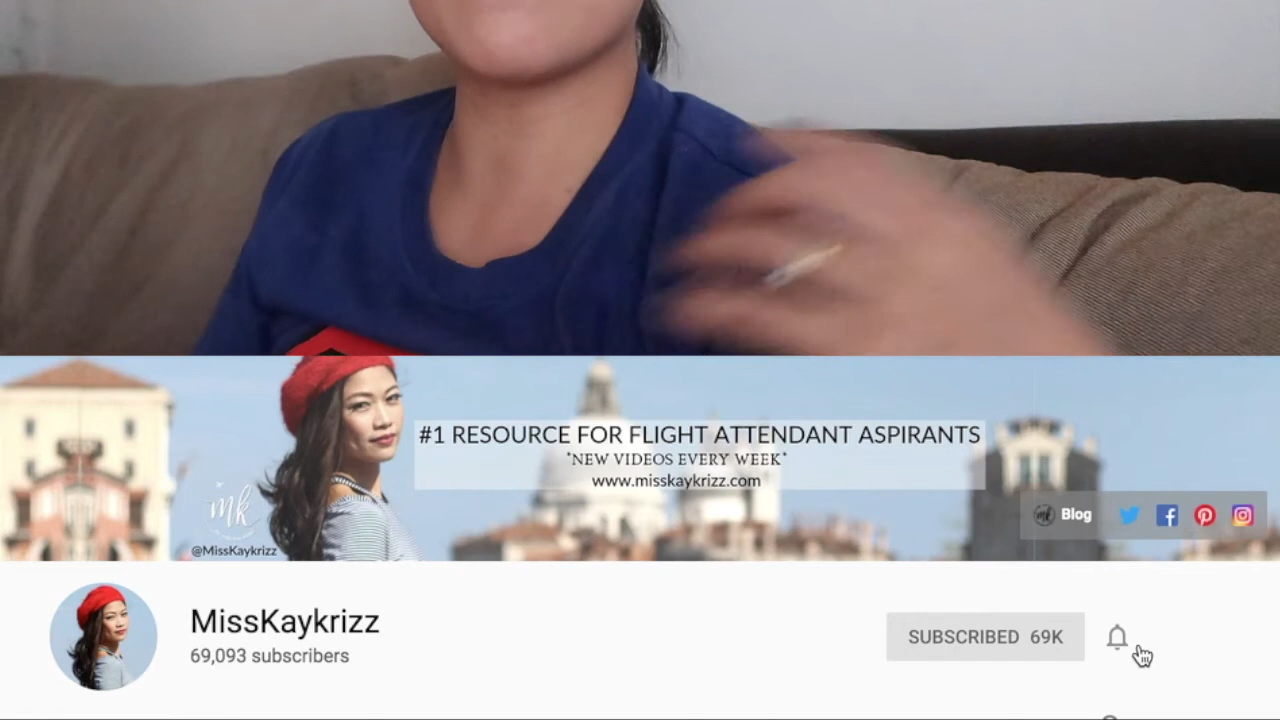 #1 RESOURCE FOR FLIGHT ATTENDANT ASPIRANTS
*NEW VIDEOS EVERY WEEK*
www.misskaykrizz.com
mk
@MissKaykrizz
mk Blog
MissKaykrizz
69,093 subscribers
SUBSCRIBED 69K